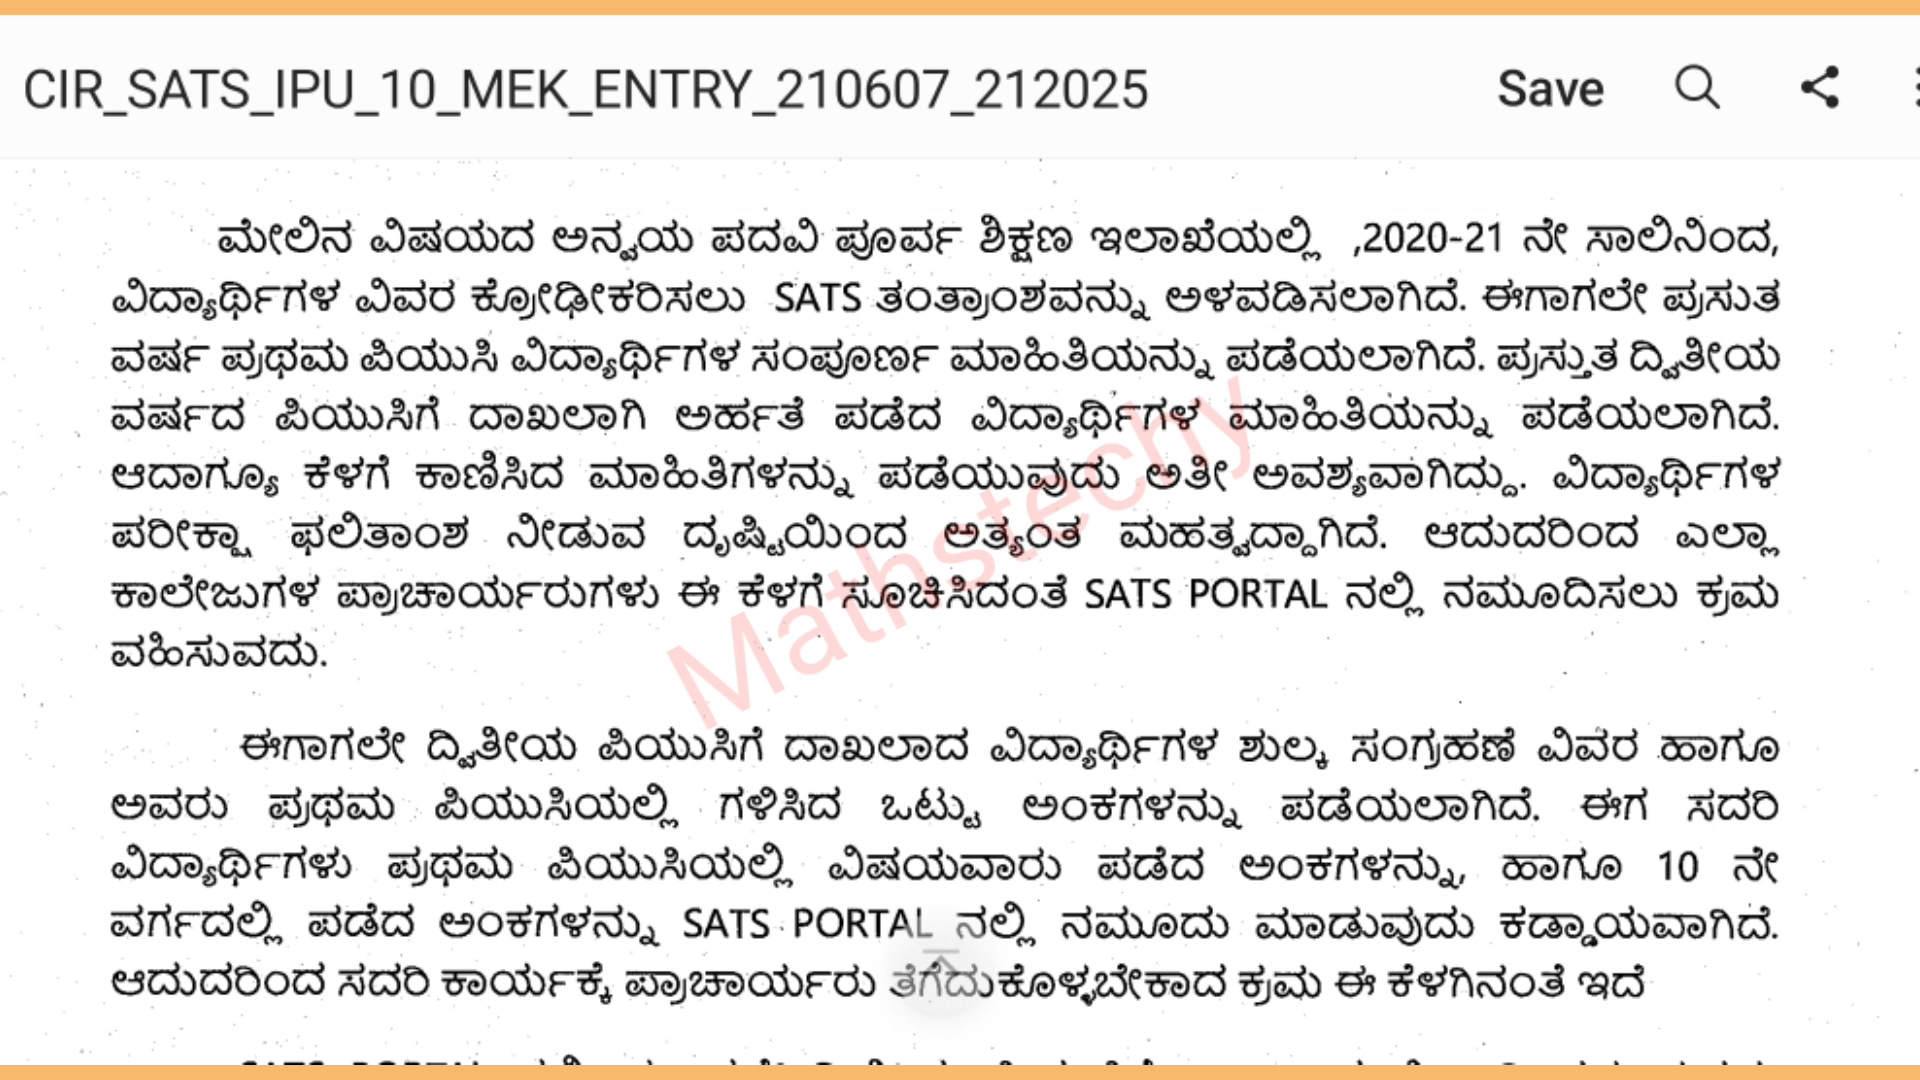 CIR_SATS_IPU_10_MEK_ENTRY_210607_212025 Save
ಮೇಲಿನ ವಿಷಯದ ಅನ್ವಯ ಪದವಿ ಪೂರ್ವ ಶಿಕ್ಷಣ ಇಲಾಖೆಯಲ್ಲಿ ,2020-21 ನೇ ಸಾಲಿನಿಂದ,
ವಿದ್ಯಾರ್ಥಿಗಳ ವಿವರ ಕ್ರೋಢೀಕರಿಸಲು SATS ತಂತ್ರಾಂಶವನ್ನು ಅಳವಡಿಸಲಾಗಿದೆ. ಈಗಾಗಲೇ ಪ್ರಸುತ
ವರ್ಷ ಪ್ರಥಮ ಪಿಯುಸಿ ವಿದ್ಯಾರ್ಥಿಗಳ ಸಂಪೂರ್ಣ ಮಾಹಿತಿಯನ್ನು ಪಡೆಯಲಾಗಿದೆ. ಪ್ರಸ್ತುತ ದ್ವಿತೀಯ
ವರ್ಷದ ಪಿಯುಸಿಗೆ ದಾಖಲಾಗಿ ಅರ್ಹತೆ ಪಡೆದ ವಿದ್ಯಾರ್ಥಿಗಳ ಮಾಹಿತಿಯನ್ನು ಪಡೆಯಲಾಗಿದೆ.
ಆದಾಗ್ಯೂ ಕೆಳಗೆ ಕಾಣಿಸಿದ ಮಾಹಿತಿಗಳನ್ನು ಪಡೆಯುವುದು ಅತೀ ಅವಶ್ಯವಾಗಿದ್ದು. ವಿದ್ಯಾರ್ಥಿಗಳ
ಪರೀಕ್ಷಾ ಫಲಿತಾಂಶ ನೀಡುವ ದೃಷ್ಟಿಯಿಂದ ಅತ್ಯಂತ ಮಹತ್ವದ್ದಾಗಿದೆ. ಆದುದರಿಂದ ಎಲ್ಲಾ
ಕಾಲೇಜುಗಳ ಪ್ರಾಚಾರ್ಯರುಗಳು ಈ ಕೆಳಗೆ ಸೂಚಿಸಿದಂತೆ SATS PORTAL ನಲ್ಲಿ ನಮೂದಿಸಲು ಕ್ರಮ
ವಹಿಸುವದು.
Mathstechy
ಈಗಾಗಲೇ ದ್ವಿತೀಯ ಪಿಯುಸಿಗೆ ದಾಖಲಾದ ವಿದ್ಯಾರ್ಥಿಗಳ ಶುಲ್ಕ ಸಂಗ್ರಹಣೆ ವಿವರ ಹಾಗೂ
ಅವರು ಪ್ರಥಮ ಪಿಯುಸಿಯಲ್ಲಿ ಗಳಿಸಿದ ಒಟ್ಟು ಅಂಕಗಳನ್ನು ಪಡೆಯಲಾಗಿದೆ. ಈಗ ಸದರಿ
ವಿದ್ಯಾರ್ಥಿಗಳು ಪ್ರಥಮ ಪಿಯುಸಿಯಲ್ಲಿ ವಿಷಯವಾರು ಪಡೆದ ಅಂಕಗಳನ್ನು, ಹಾಗೂ 10 ನೇ
ವರ್ಗದಲ್ಲಿ ಪಡೆದ ಅಂಕಗಳನ್ನು SATS PORTAL ನಲ್ಲಿ ನಮೂದು ಮಾಡುವುದು ಕಡ್ಡಾಯವಾಗಿದೆ.
ಆದುದರಿಂದ ಸದರಿ ಕಾರ್ಯಕ್ಕೆ ಪ್ರಾಚಾರ್ಯರು ತೆಗೆದುಕೊಳ್ಳಬೇಕಾದ ಕ್ರಮ ಈ ಕೆಳಗಿನಂತೆ ಇದೆ